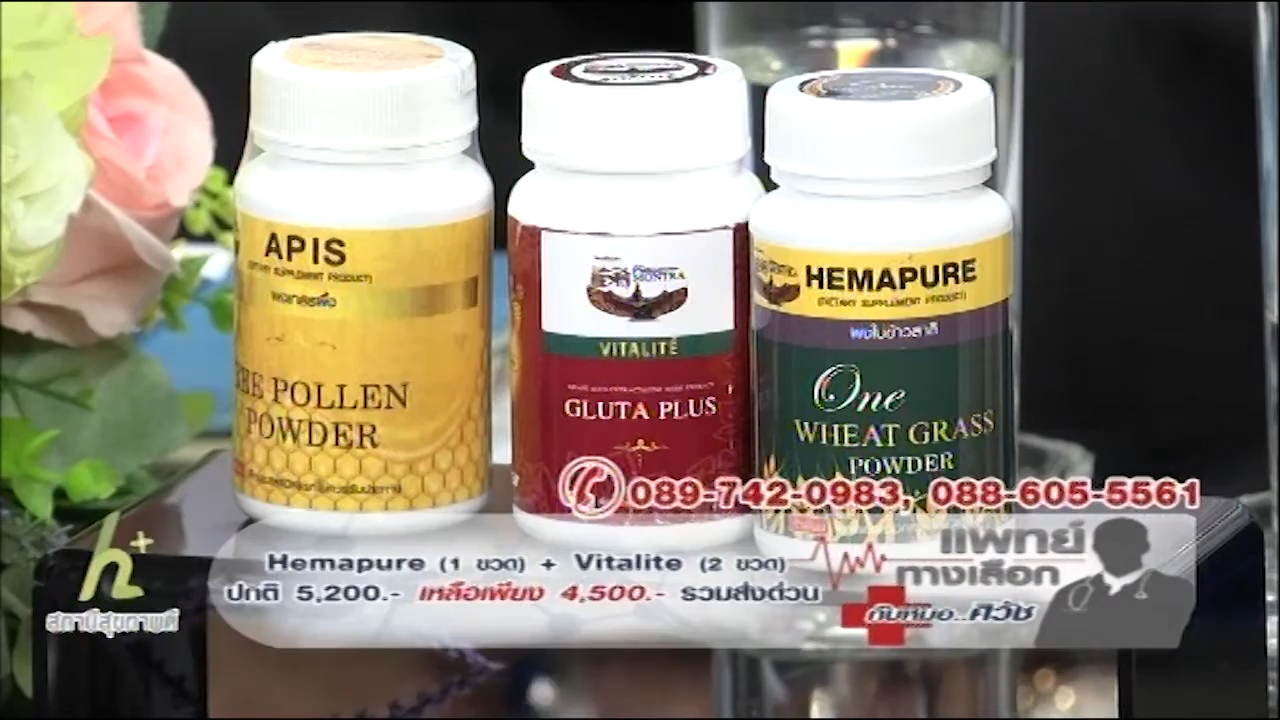 APIS
(DIETARY SUPPLEMENT PRODUCT)
ผงเกสรผึ้ง
BEE POLLEN
POWDER
MONTRA
VITALITÉ
GLUTA PLUS
HEMAPURE
(DIETARY SUPPLEMENT PRODUCT)
ผงใบข้าวสาลี
One
WHEAT GRASS
POWDER
089-742-0983, 088-605-5561
Hemapure (1 ขวด) + Vitalite (2 ขวด)
ปกติ 5,200.- เหลือเพียง 4,500.- รวมส่งด่วน
แพทย์
ทางเลือก
กับหมอ..ศวัช
h+
สถานีสุขภาพดี